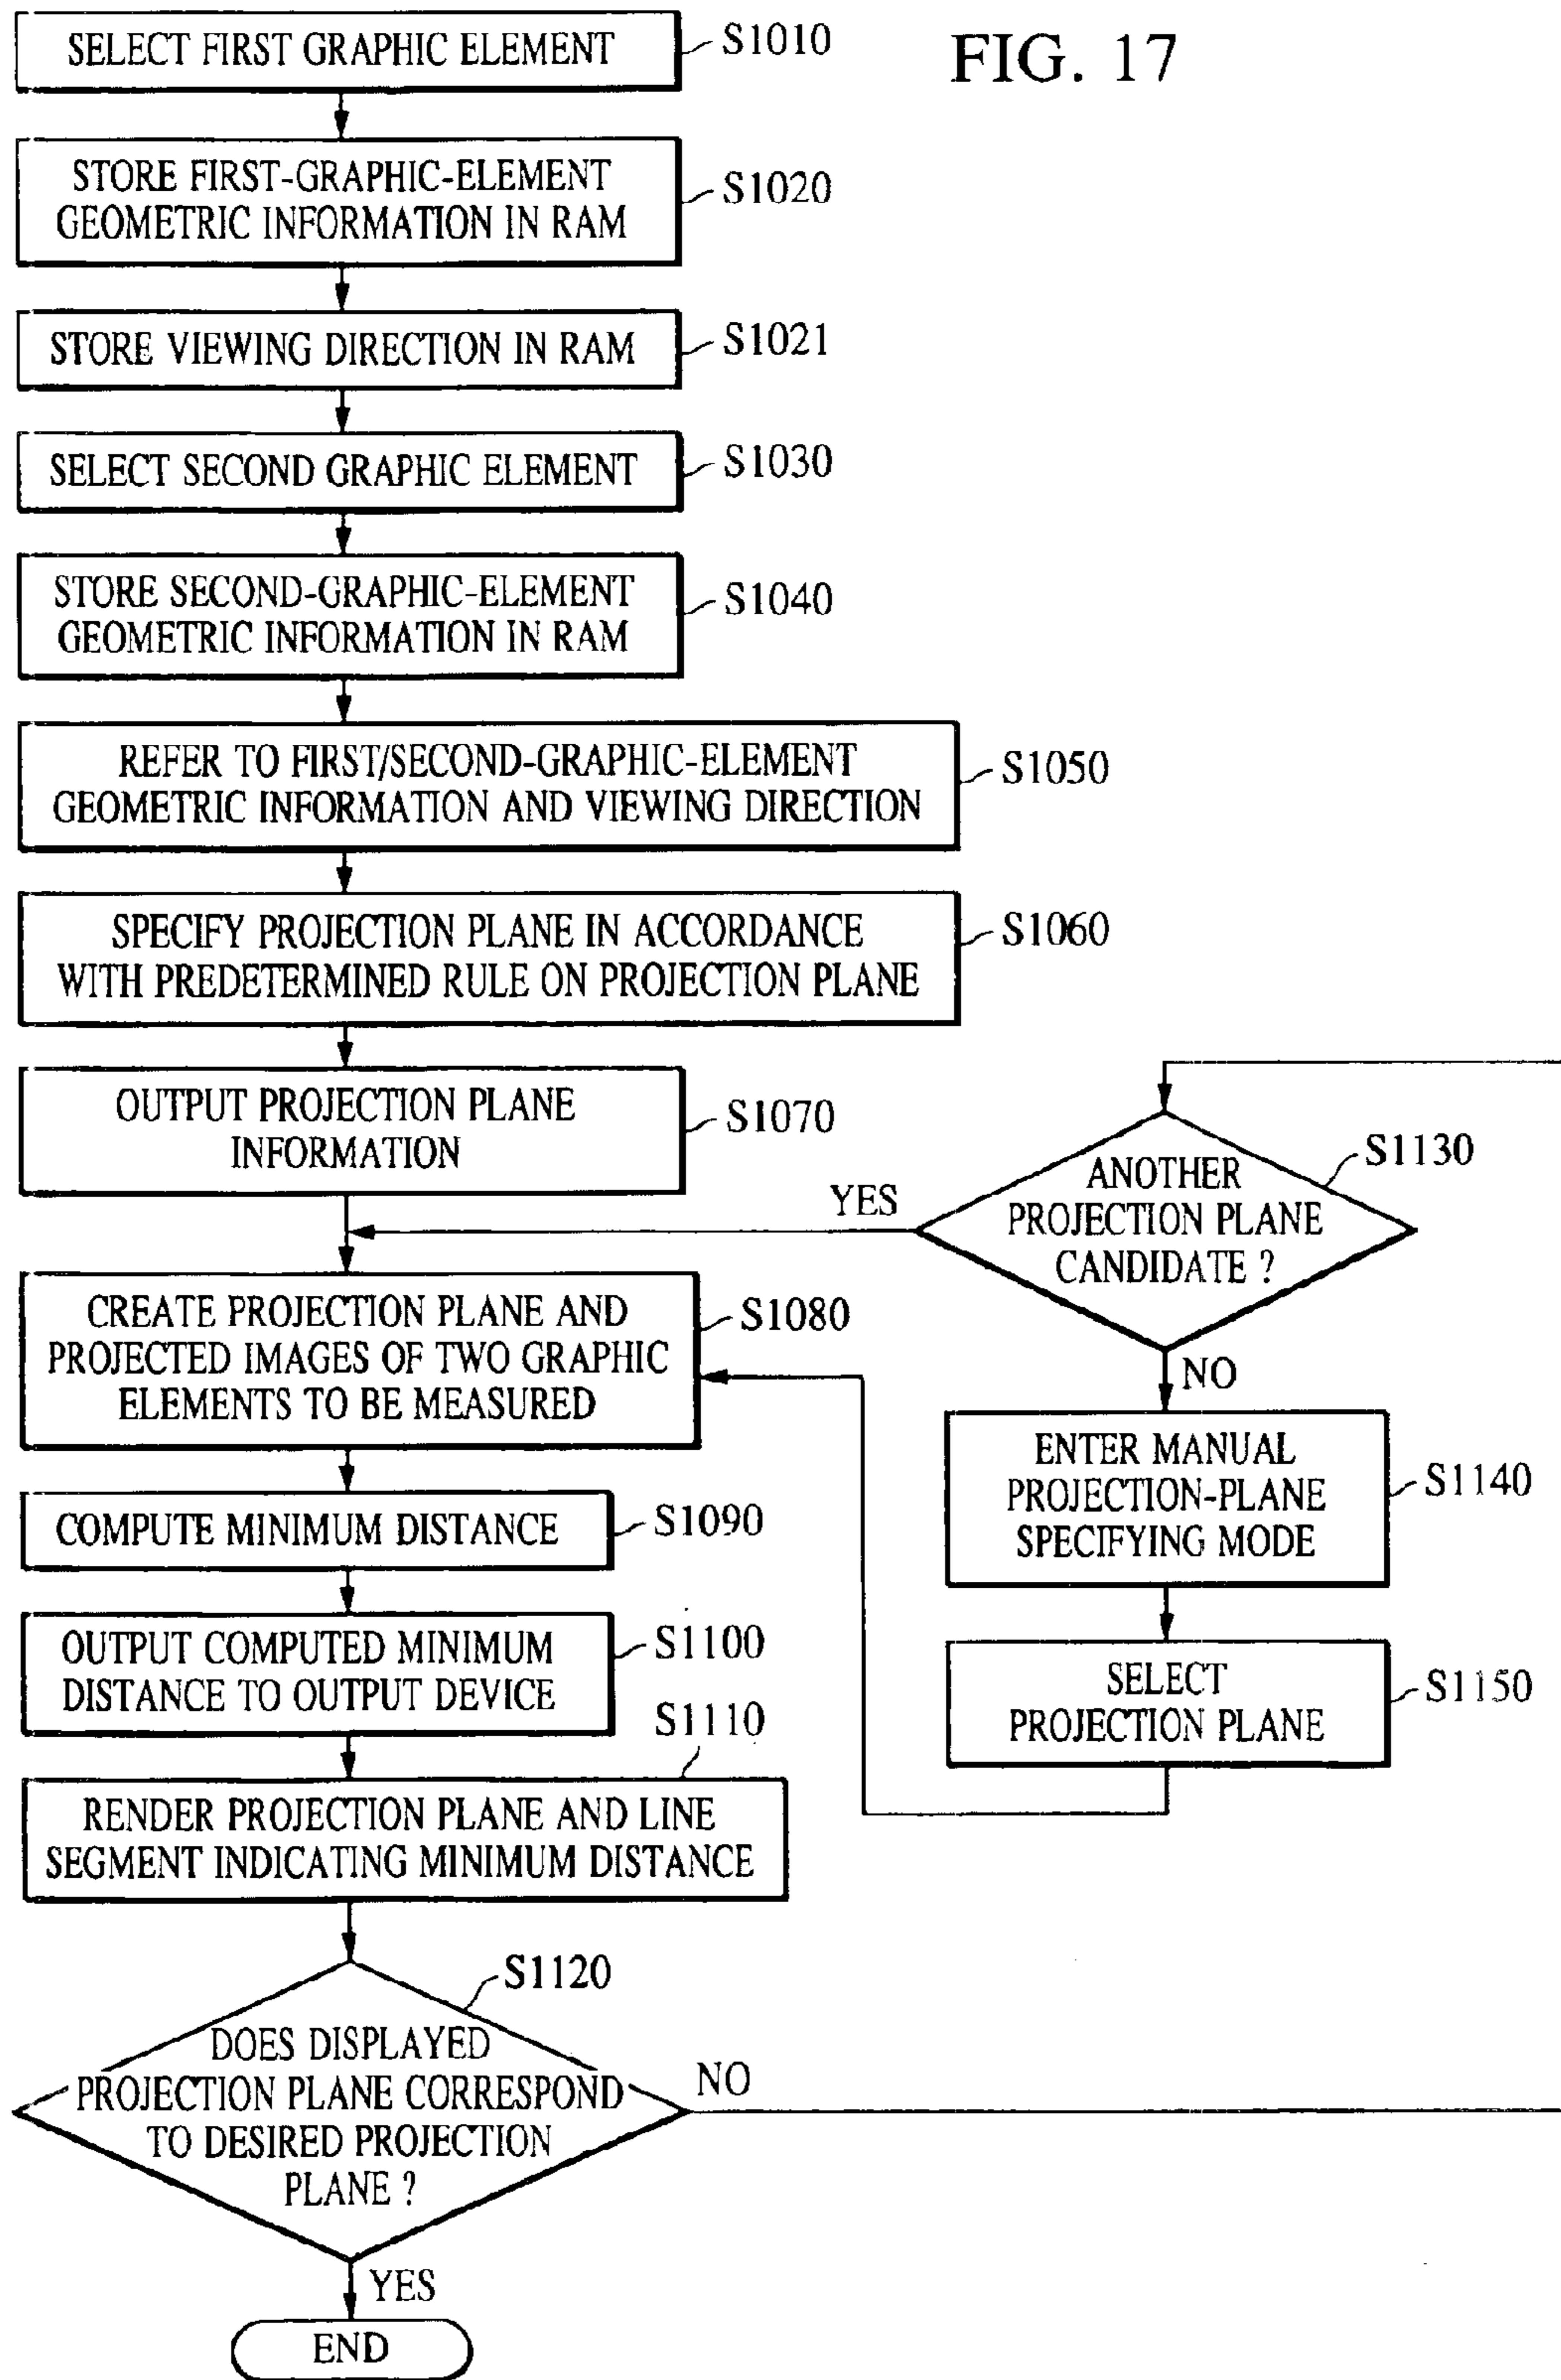 FIG. 17
SELECT FIRST GRAPHIC ELEMENT
S1010
STORE FIRST-GRAPHIC-ELEMENT
GEOMETRIC INFORMATION IN RAM
S1020
STORE VIEWING DIRECTION IN RAM
S1021
SELECT SECOND GRAPHIC ELEMENT
S1030
STORE SECOND-GRAPHIC-ELEMENT
GEOMETRIC INFORMATION IN RAM
S1040
REFER TO FIRST/SECOND-GRAPHIC-ELEMENT
GEOMETRIC INFORMATION AND VIEWING DIRECTION
S1050
SPECIFY PROJECTION PLANE IN ACCORDANCE
WITH PREDETERMINED RULE ON PROJECTION PLANE
S1060
OUTPUT PROJECTION PLANE
INFORMATION
S1070
CREATE PROJECTION PLANE AND
PROJECTED IMAGES OF TWO GRAPHIC
ELEMENTS TO BE MEASURED
S1080
COMPUTE MINIMUM DISTANCE
S1090
OUTPUT COMPUTED MINIMUM
DISTANCE TO OUTPUT DEVICE
S1100
S1110
RENDER PROJECTION PLANE AND LINE
SEGMENT INDICATING MINIMUM DISTANCE
S1120
DOES DISPLAYED
PROJECTION PLANE CORRESPOND
TO DESIRED PROJECTION
PLANE ?
NO
YES
END
S1130
ANOTHER
PROJECTION PLANE
CANDIDATE ?
YES
NO
ENTER MANUAL
PROJECTION-PLANE
SPECIFYING MODE
S1140
SELECT
PROJECTION PLANE
S1150